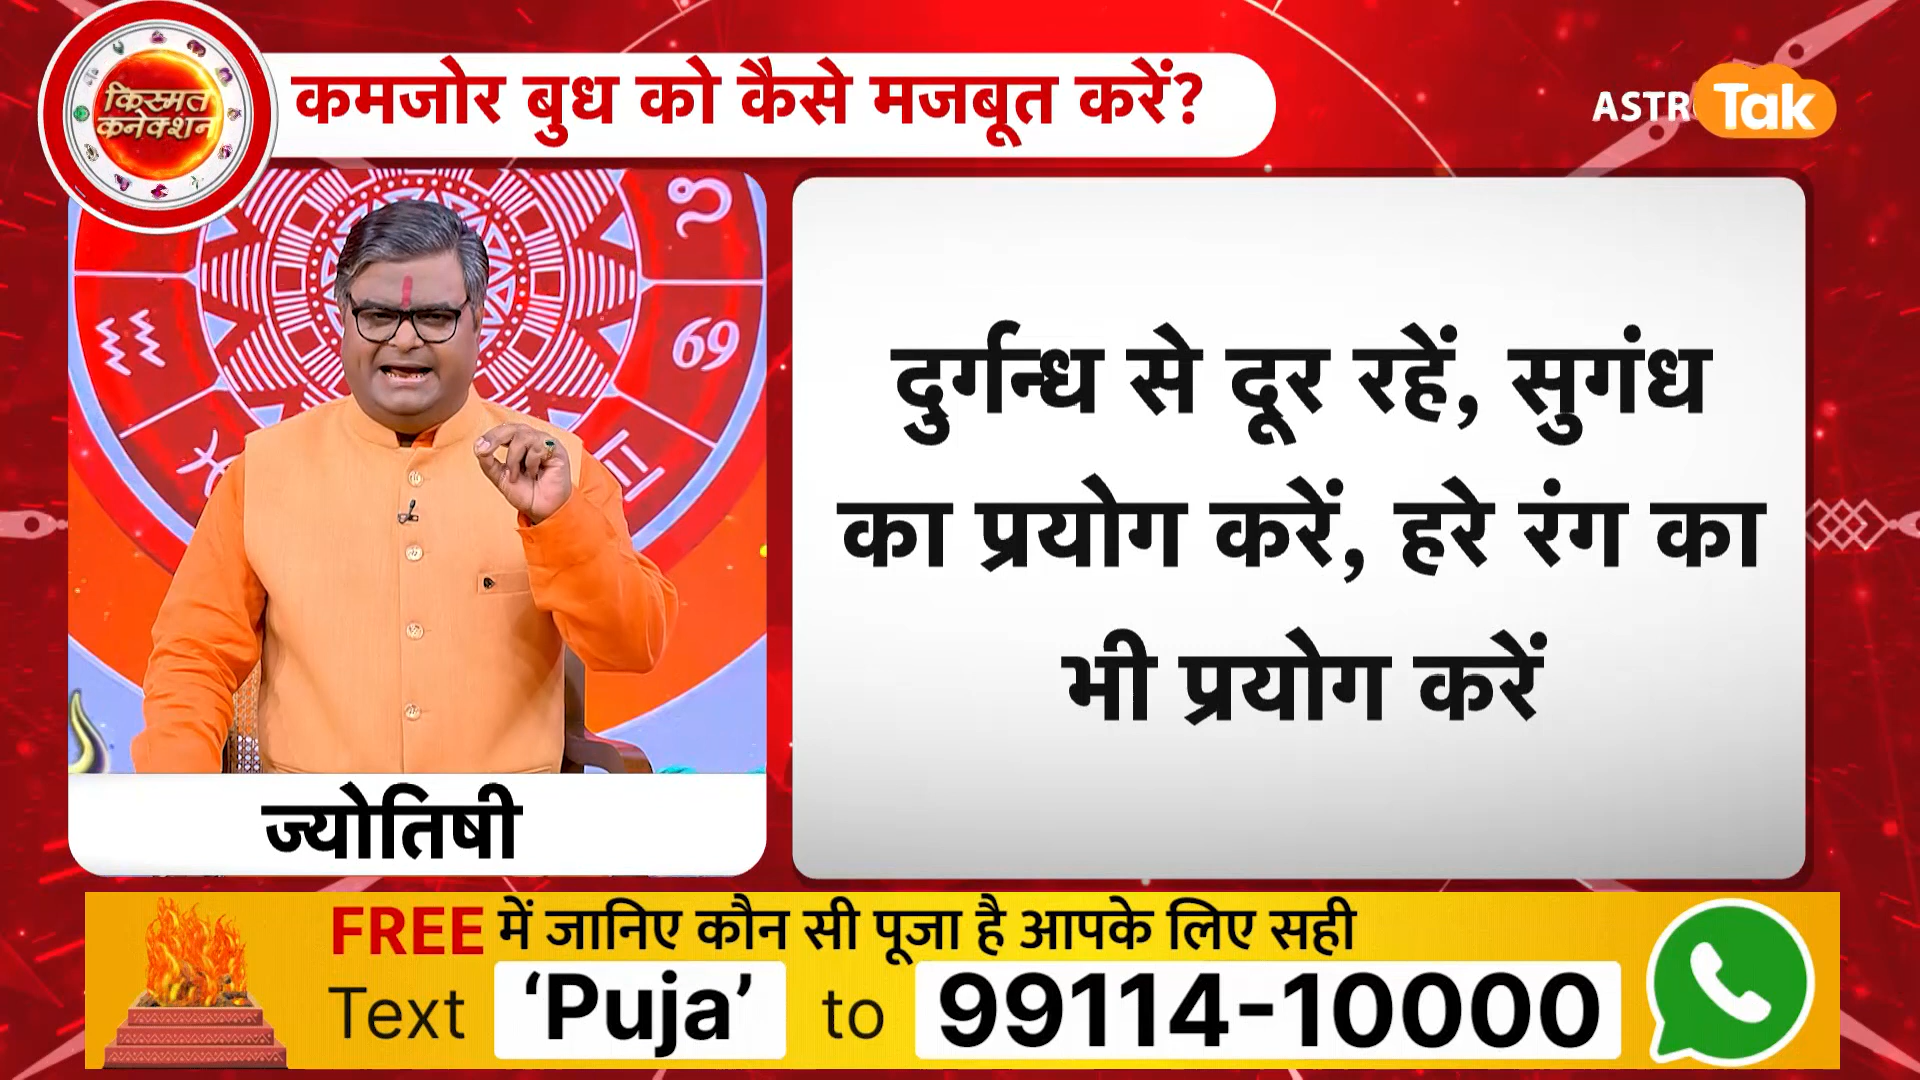 किस्मत
कनेक्शन
कमजोर बुध को कैसे मजबूत करें?
ASTRO Tak
दुर्गन्ध से दूर रहें, सुगंध
का प्रयोग करें, हरे रंग का
भी प्रयोग करें
ज्योतिषी
FREE में जानिए कौन सी पूजा है आपके लिए सही
Text ‘Puja’ to 99114-10000